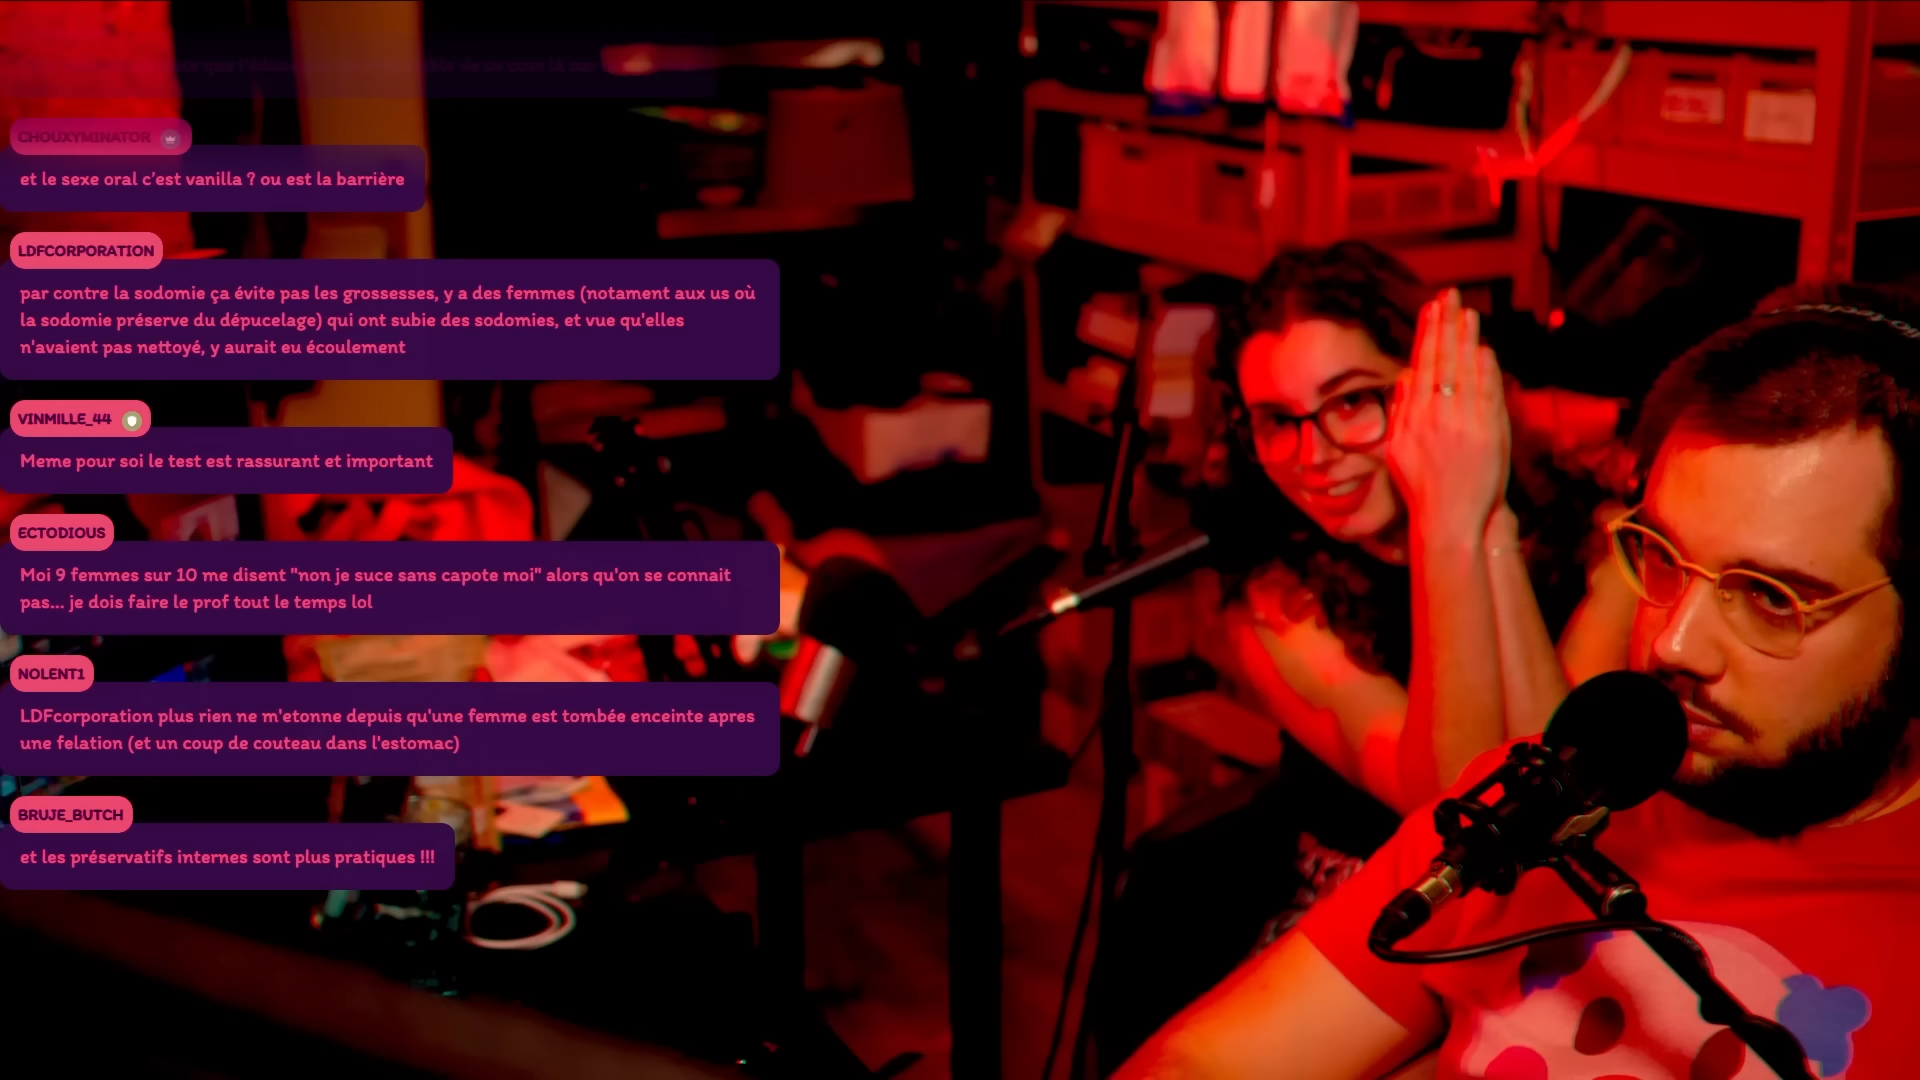 CHOUXYMINATOR
et le sexe oral c'est vanilla ? ou est la barrière
LDFCORPORATION
par contre la sodomie ça évite pas les grossesses, y a des femmes (notament aux us où
la sodomie préserve du dépucelage) qui ont subie des sodomies, et vue qu'elles
n'avaient pas nettoyé, y aurait eu écoulement
VINMILLE_44
Meme pour soi le test est rassurant et important
ECTODIOUS
Moi 9 femmes sur 10 me disent "non je suce sans capote moi" alors qu'on se connait
pas... je dois faire le prof tout le temps lol
NOLENT1
LDFcorporation plus rien ne m'etonne depuis qu'une femme est tombée enceinte apres
une felation (et un coup de couteau dans l'estomac)
BRUJE_BUTCH
et les préservatifs internes sont plus pratiques !!!